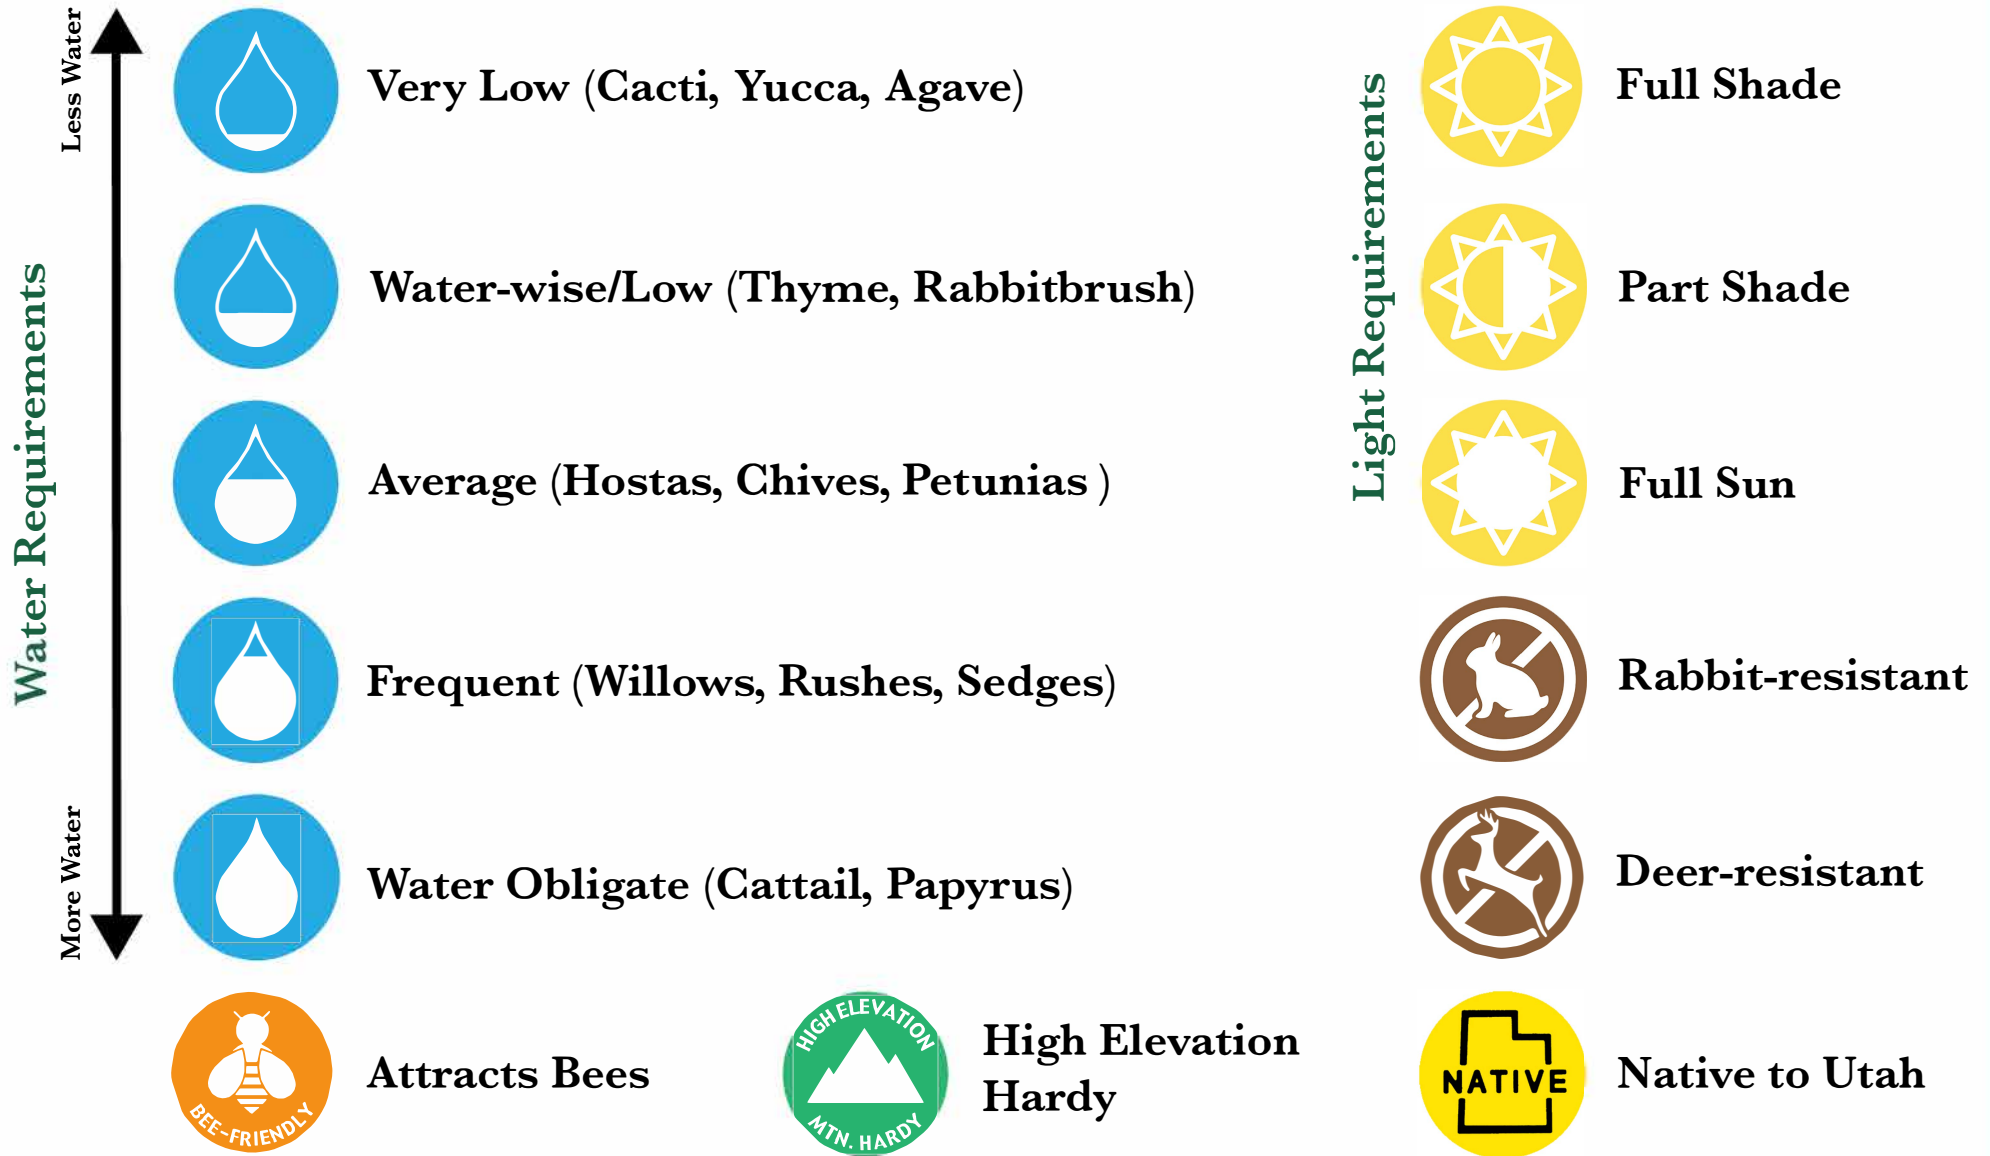 Water Requirements
Less Water
More Water
Very Low (Cacti, Yucca, Agave)
Water-wise/Low (Thyme, Rabbitbrush)
Average (Hostas, Chives, Petunias )
Frequent (Willows, Rushes, Sedges)
Water Obligate (Cattail, Papyrus)
Light Requirements
Full Shade
Part Shade
Full Sun
Rabbit-resistant
Deer-resistant
BEE-FRIENDLY
Attracts Bees
HIGH ELEVATION
MTN. HARDY
High Elevation
Hardy
NATIVE
Native to Utah